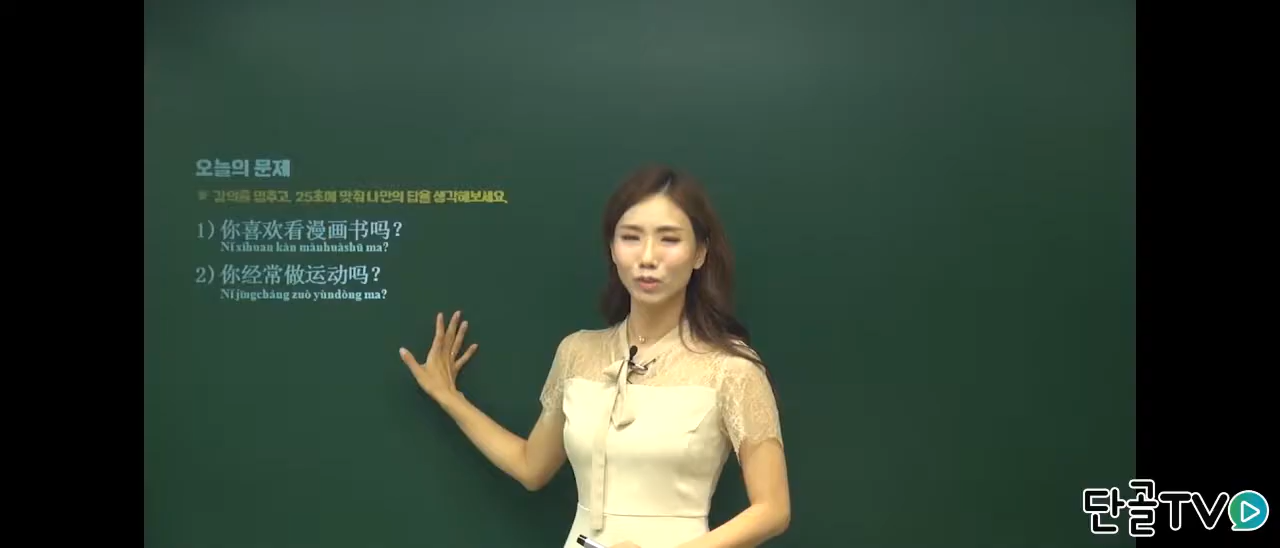 오늘의 문제
※ 강의를 멈추고, 25초에 맞춰 나만의 답을 생각해보세요.
1) 你喜欢看漫画书吗?
Nǐ xǐhuan kàn mànhuàshū ma?
2) 你经常做运动吗?
Nǐ jīngcháng zuò yùndòng ma?
단골TV